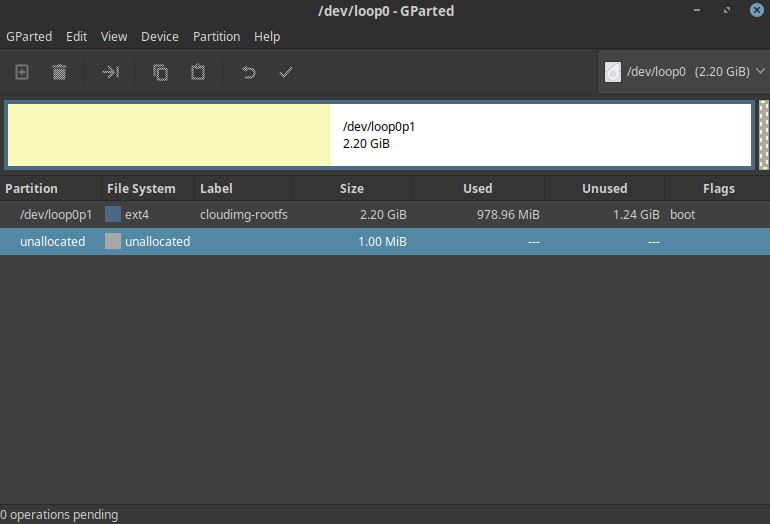 /dev/loop0 - GParted
GParted Edit View Device Partition Help
/dev/loop0 (2.20 GiB)
/dev/loop0p1
2.20 GiB
Partition File System Label Size Used Unused Flags
/dev/loop0p1 ext4 cloudimg-rootfs 2.20 GiB 978.96 MiB 1.24 GiB boot
unallocated unallocated 1.00 MiB --- ---
0 operations pending